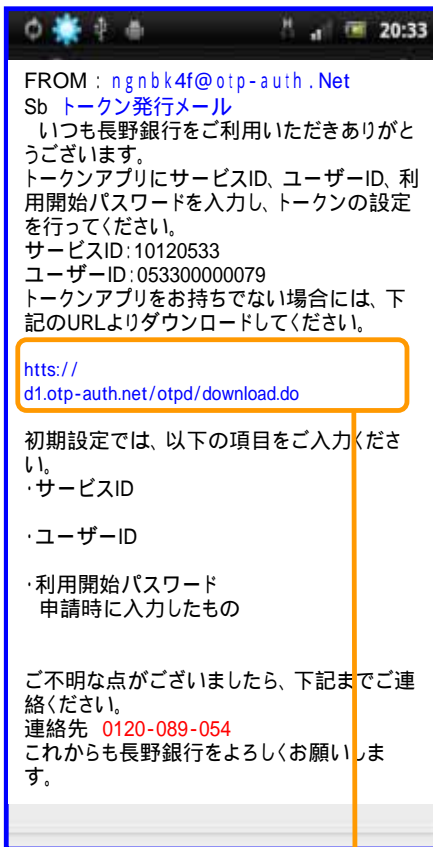 20:33
FROM : ngnbk4f@otp-auth.Net
Sb トークン発行メール
いつも長野銀行をご利用いただきありがと
うございます。
トークンアプリにサービスID、ユーザーID、利
用開始パスワードを入力し、トークンの設定
を行ってください。
サービスID:10120533
ユーザーID:053300000079
トークンアプリをお持ちでない場合には、下
記のURLよりダウンロードしてください。
htts://
d1.otp-auth.net/otpd/download.do
初期設定では、以下の項目をご入力くださ
い。
・サービスID
・ユーザーID
・利用開始パスワード
申請時に入力したもの
ご不明な点がございましたら、下記までご連
絡ください。
連絡先 0120-089-054
これからも長野銀行をよろしくお願いしま
す。